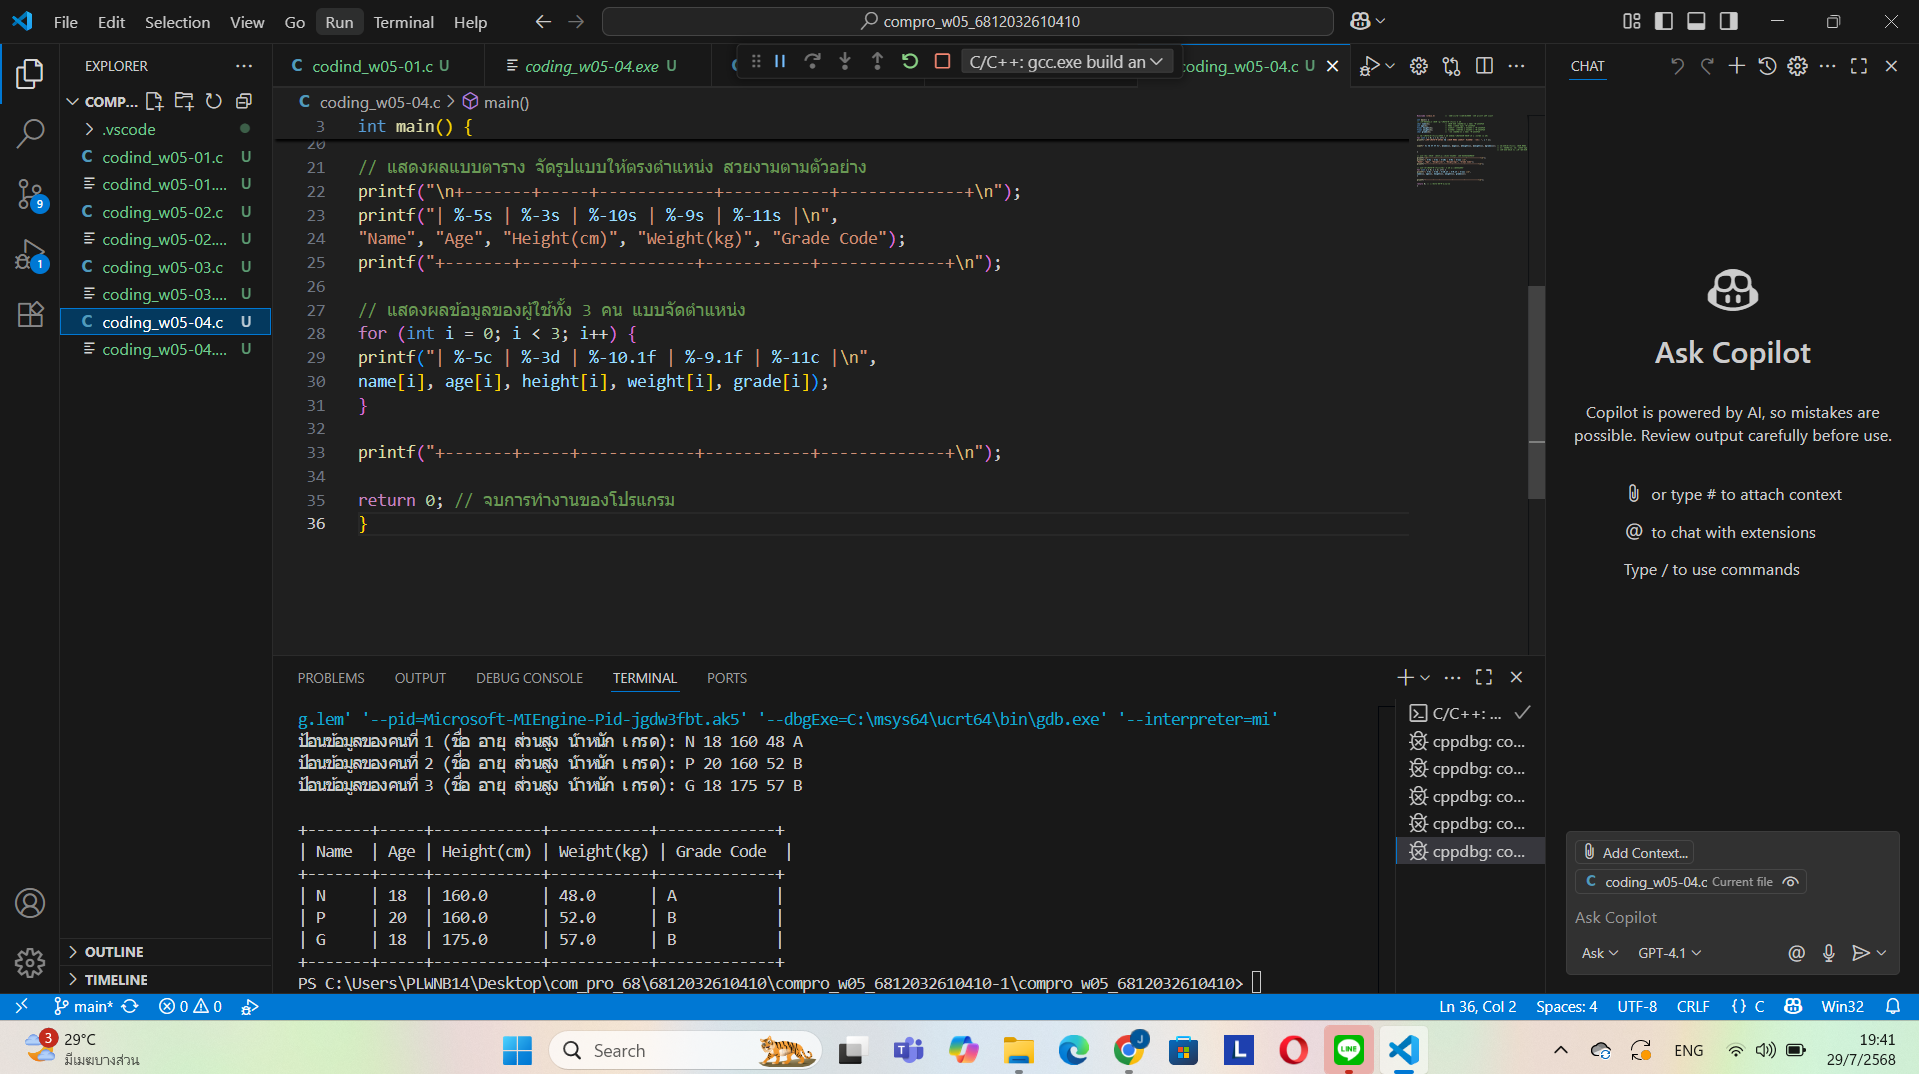 File Edit Selection View Go Run Terminal Help
compro_w05_6812032610410
EXPLORER
COMP...
.vscode
codind_w05-01.c U
codind_w05-01.... U
coding_w05-02.c U
coding_w05-02.... U
coding_w05-03.c U
coding_w05-03.... U
coding_w05-04.c U
coding_w05-04.... U
OUTLINE
TIMELINE
9
1
codind_w05-01.c U
coding_w05-04.exe U
C/C++: gcc.exe build an
coding_w05-04.c U
coding_w05-04.c > main()
3 int main() {
20
21 // แสดงผลแบบตาราง จัดรูปแบบให้ตรงตำแหน่ง สวยงามตามตัวอย่าง
22 printf("\n+-------+-----+------------+-----------+-------------+\n");
23 printf("| %-5s | %-3s | %-10s | %-9s | %-11s |\n",
24 "Name", "Age", "Height(cm)", "Weight(kg)", "Grade Code");
25 printf("+-------+-----+------------+-----------+-------------+\n");
26
27 // แสดงผลข้อมูลของผู้ใช้ทั้ง 3 คน แบบจัดตำแหน่ง
28 for (int i = 0; i < 3; i++) {
29 printf("| %-5c | %-3d | %-10.1f | %-9.1f | %-11c |\n",
30 name[i], age[i], height[i], weight[i], grade[i]);
31 }
32
33 printf("+-------+-----+------------+-----------+-------------+\n");
34
35 return 0; // จบการทำงานของโปรแกรม
36 }
PROBLEMS OUTPUT DEBUG CONSOLE TERMINAL PORTS
g.lem' '--pid=Microsoft-MIEngine-Pid-jgdw3fbt.ak5' '--dbgExe=C:\msys64\ucrt64\bin\gdb.exe' '--interpreter=mi'
ป้อนข้อมูลของคนที่ 1 (ชื่อ อายุ ส่วนสูง น้ำหนัก เกรด): N 18 160 48 A
ป้อนข้อมูลของคนที่ 2 (ชื่อ อายุ ส่วนสูง น้ำหนัก เกรด): P 20 160 52 B
ป้อนข้อมูลของคนที่ 3 (ชื่อ อายุ ส่วนสูง น้ำหนัก เกรด): G 18 175 57 B
+-------+-----+------------+-----------+-------------+
| Name  | Age | Height(cm) | Weight(kg) | Grade Code  |
+-------+-----+------------+-----------+-------------+
| N     | 18  | 160.0      | 48.0      | A           |
| P     | 20  | 160.0      | 52.0      | B           |
| G     | 18  | 175.0      | 57.0      | B           |
+-------+-----+------------+-----------+-------------+
PS C:\Users\PLWNB14\Desktop\com_pro_68\6812032610410\compro_w05_6812032610410-1\compro_w05_6812032610410>
C/C++: ...
cppdbg: co...
cppdbg: co...
cppdbg: co...
cppdbg: co...
cppdbg: co...
CHAT
Ask Copilot
Copilot is powered by AI, so mistakes are
possible. Review output carefully before use.
or type # to attach context
@ to chat with extensions
Type / to use commands
Add Context...
C coding_w05-04.c Current file
Ask Copilot
Ask GPT-4.1
main* 0 0
Ln 36, Col 2 Spaces: 4 UTF-8 CRLF {} C Win32
3
29°C
มีเมฆบางส่วน
Search
J
L
LINE
ENG
19:41
29/7/2568